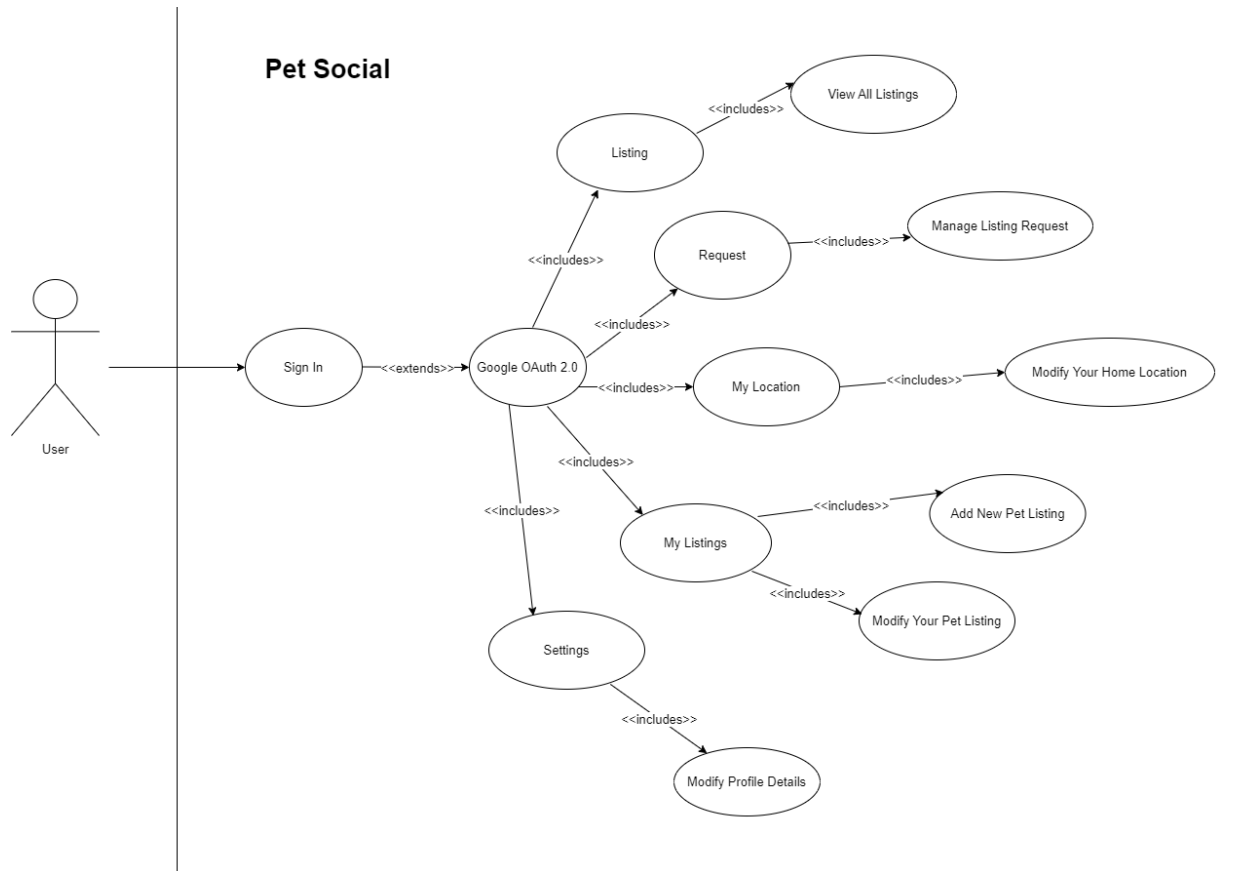 Pet Social
View All Listings
<<includes>>
Listing
Manage Listing Request
<<includes>>
Request
<<includes>>
<<includes>>
Sign In
<<extends>>
Google OAuth 2.0
<<includes>>
My Location
<<includes>>
Modify Your Home Location
User
<<includes>>
<<includes>>
<<includes>>
Add New Pet Listing
My Listings
<<includes>>
Modify Your Pet Listing
Settings
<<includes>>
Modify Profile Details